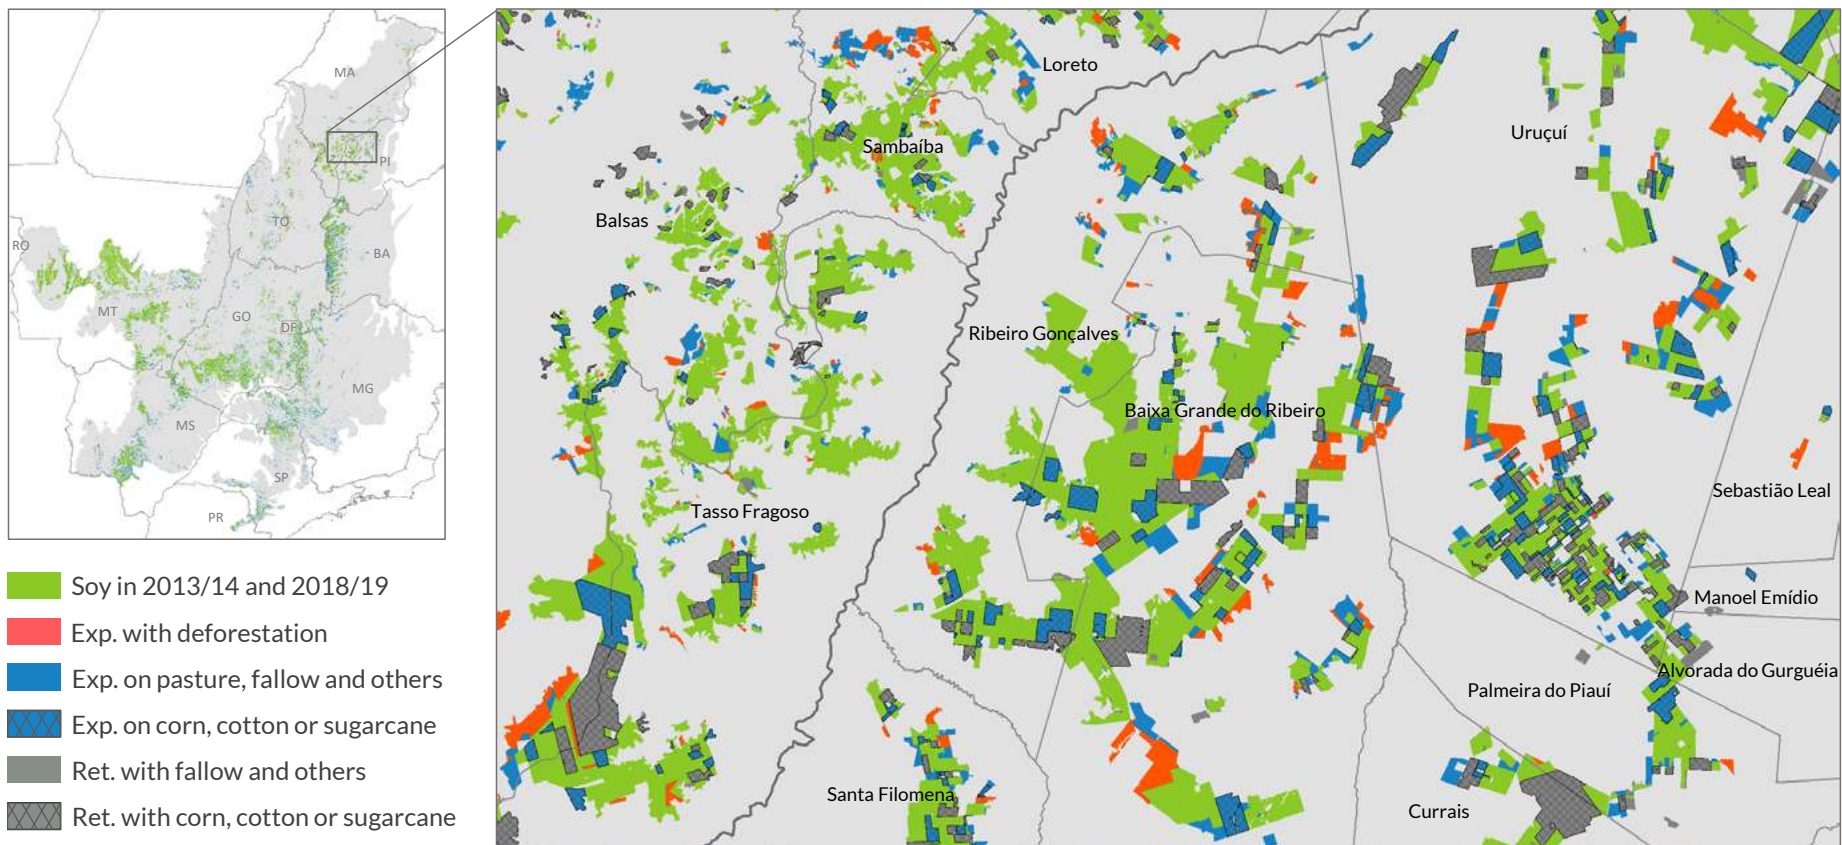 MA
PI
TO
RO
BA
MT
GO
DF
MG
MS
SP
PR
Soy in 2013/14 and 2018/19
Exp. with deforestation
Exp. on pasture, fallow and others
Exp. on corn, cotton or sugarcane
Ret. with fallow and others
Ret. with corn, cotton or sugarcane
Loreto
Uruçuí
Sambaíba
Balsas
Ribeiro Gonçalves
Baixa Grande do Ribeiro
Sebastião Leal
Tasso Fragoso
Manoel Emídio
Alvorada do Gurguéia
Palmeira do Piauí
Santa Filomena
Currais